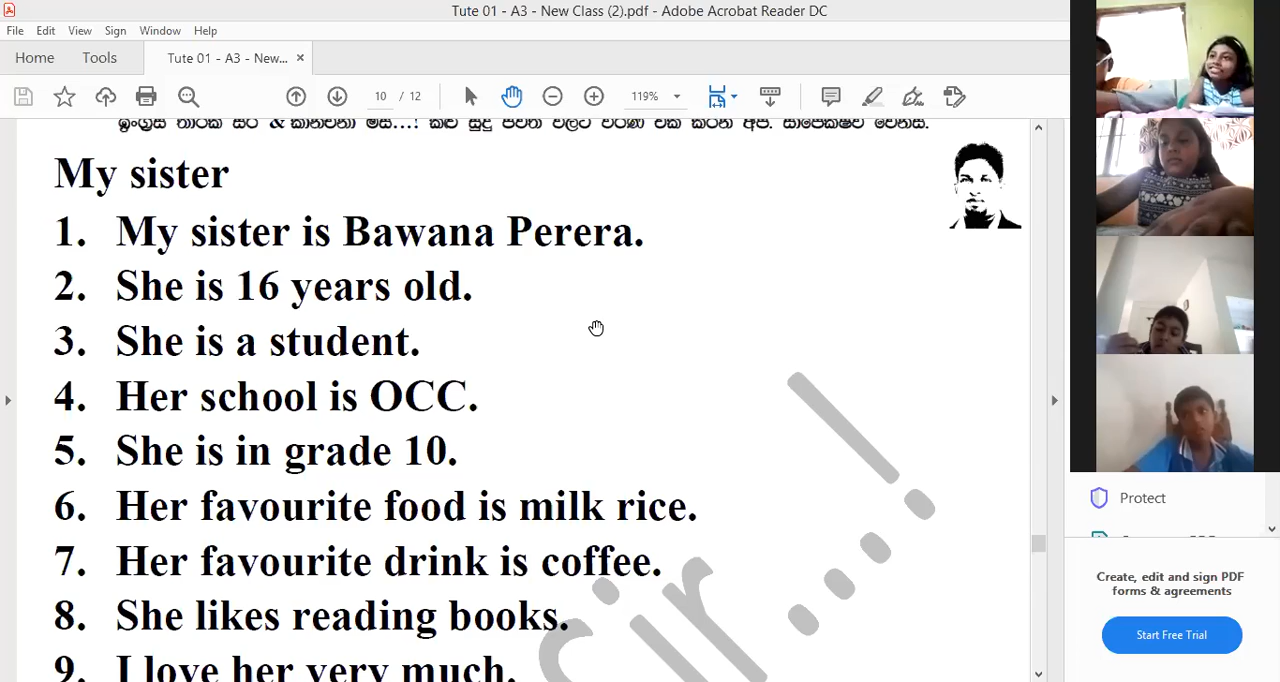 Tute 01 - A3 - New Class (2).pdf - Adobe Acrobat Reader DC
File Edit View Sign Window Help
Home Tools Tute 01 - A3 - New... ×
10 / 12 119%
& ...!
My sister
1. My sister is Bawana Perera.
2. She is 16 years old.
3. She is a student.
4. Her school is OCC.
5. She is in grade 10.
6. Her favourite food is milk rice.
7. Her favourite drink is coffee.
8. She likes reading books.
9. I love her very much.
Sir...!
Protect
Create, edit and sign PDF
forms & agreements
Start Free Trial